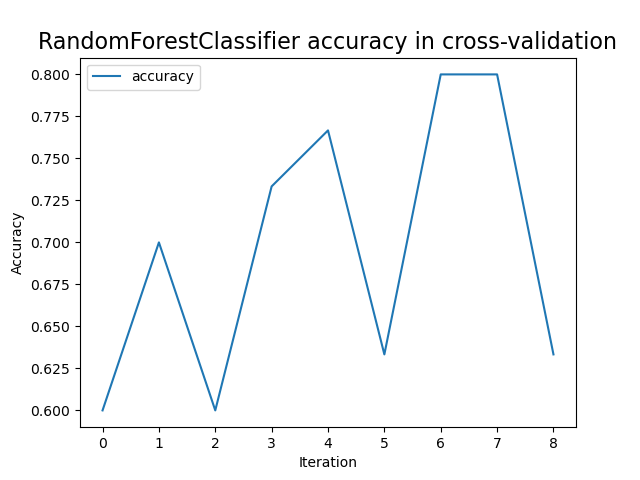 RandomForestClassifier accuracy in cross-validation
accuracy
0.800
0.775
0.750
0.725
0.700
0.675
0.650
0.625
0.600
Accuracy
0 1 2 3 4 5 6 7 8
Iteration